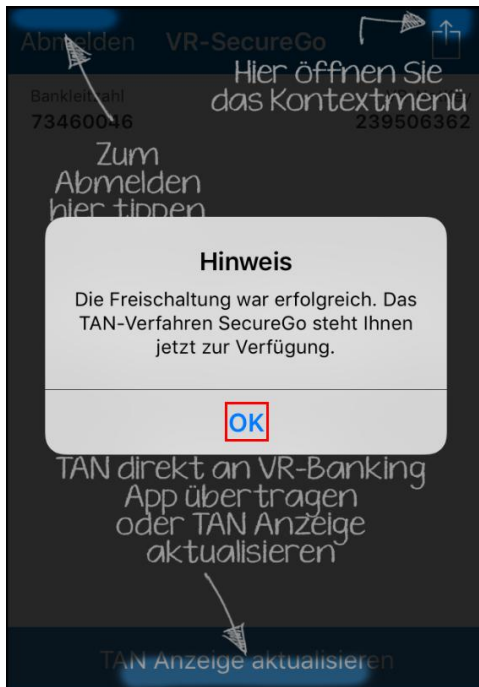 Abmelden VR-SecureGo
Hier öffnen Sie
das Kontextmenü
Bankleitzahl
73460046 239506362
Zum
Abmelden
hier tippen
Hinweis
Die Freischaltung war erfolgreich. Das
TAN-Verfahren SecureGo steht Ihnen
jetzt zur Verfügung.
OK
TAN direkt an VR-Banking
App übertragen
oder TAN Anzeige
aktualisieren
TAN Anzeige aktualisieren